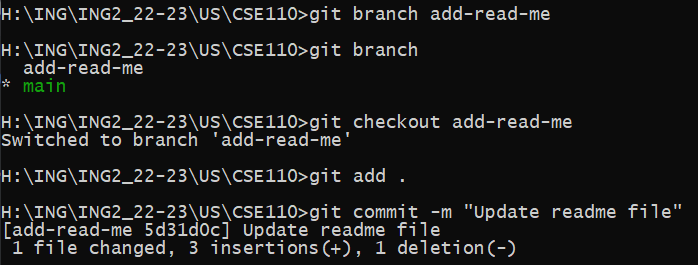 H:\ING\ING2_22-23\US\CSE110>git branch add-read-me
H:\ING\ING2_22-23\US\CSE110>git branch
  add-read-me
* main
H:\ING\ING2_22-23\US\CSE110>git checkout add-read-me
Switched to branch 'add-read-me'
H:\ING\ING2_22-23\US\CSE110>git add .
H:\ING\ING2_22-23\US\CSE110>git commit -m "Update readme file"
[add-read-me 5d31d0c] Update readme file
 1 file changed, 3 insertions(+), 1 deletion(-)